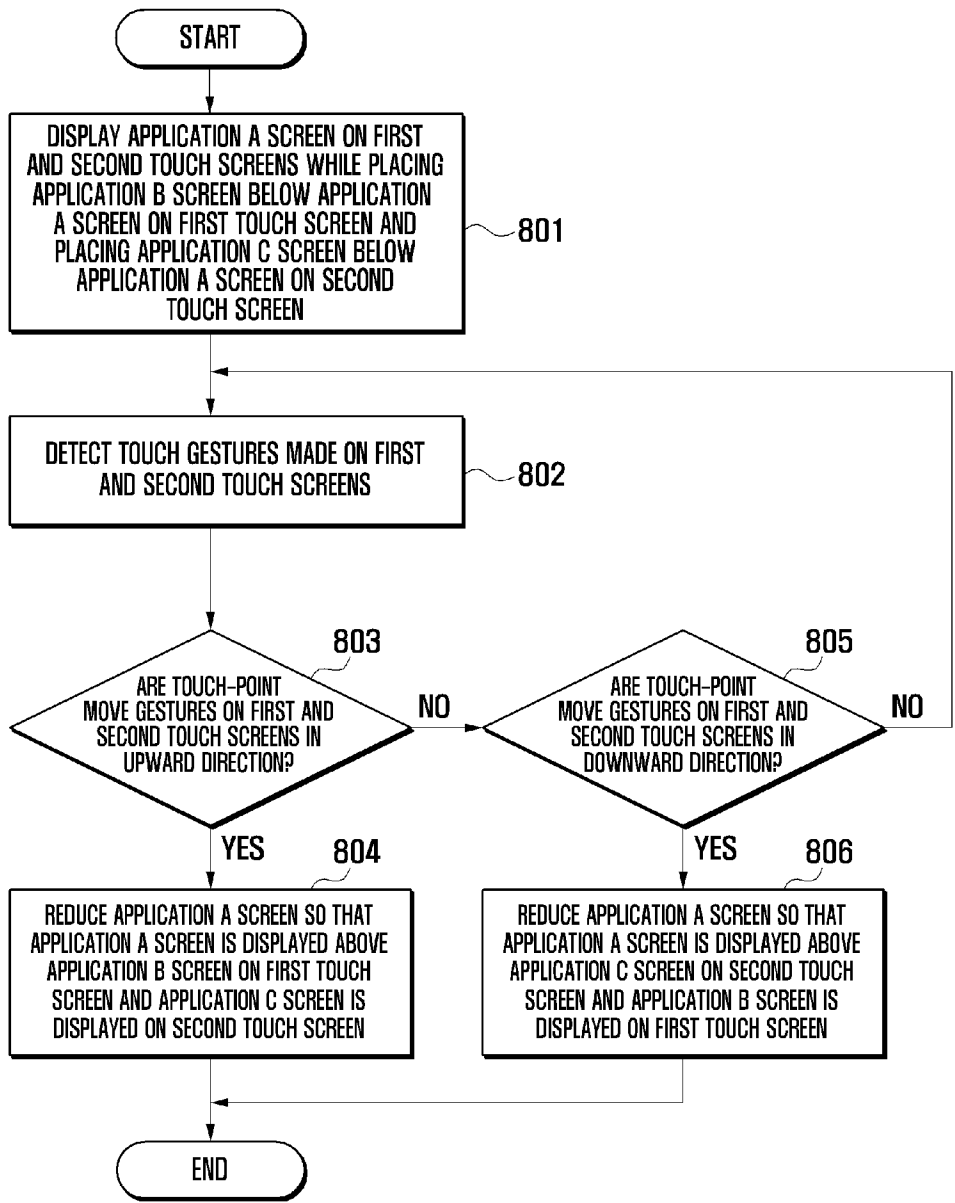 START
DISPLAY APPLICATION A SCREEN ON FIRST
AND SECOND TOUCH SCREENS WHILE PLACING
APPLICATION B SCREEN BELOW APPLICATION
A SCREEN ON FIRST TOUCH SCREEN AND
PLACING APPLICATION C SCREEN BELOW
APPLICATION A SCREEN ON SECOND
TOUCH SCREEN
801
DETECT TOUCH GESTURES MADE ON FIRST
AND SECOND TOUCH SCREENS
802
803
ARE TOUCH-POINT
MOVE GESTURES ON FIRST AND
SECOND TOUCH SCREENS IN
UPWARD DIRECTION?
NO
805
ARE TOUCH-POINT
MOVE GESTURES ON FIRST AND
SECOND TOUCH SCREENS IN
DOWNWARD DIRECTION?
NO
YES
804
REDUCE APPLICATION A SCREEN SO THAT
APPLICATION A SCREEN IS DISPLAYED ABOVE
APPLICATION B SCREEN ON FIRST TOUCH
SCREEN AND APPLICATION C SCREEN IS
DISPLAYED ON SECOND TOUCH SCREEN
YES
806
REDUCE APPLICATION A SCREEN SO THAT
APPLICATION A SCREEN IS DISPLAYED ABOVE
APPLICATION C SCREEN ON SECOND TOUCH
SCREEN AND APPLICATION B SCREEN IS
DISPLAYED ON FIRST TOUCH SCREEN
END